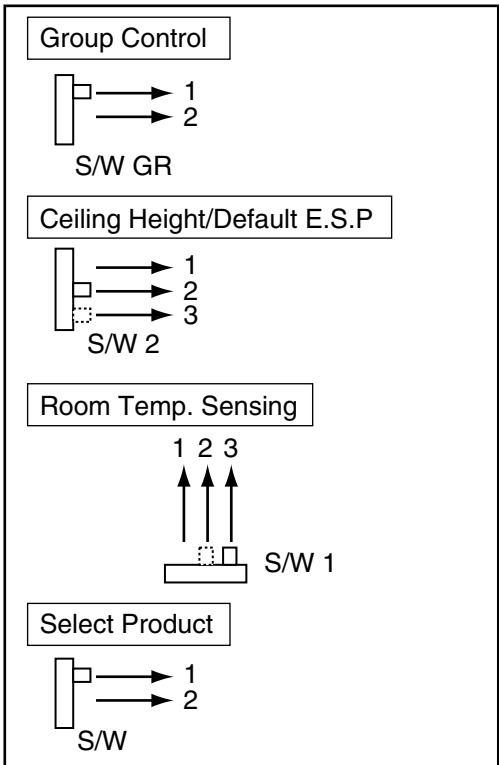 Group Control
1
2
S/W GR
Ceiling Height/Default E.S.P
1
2
3
S/W 2
Room Temp. Sensing
1 2 3
S/W 1
Select Product
1
2
S/W